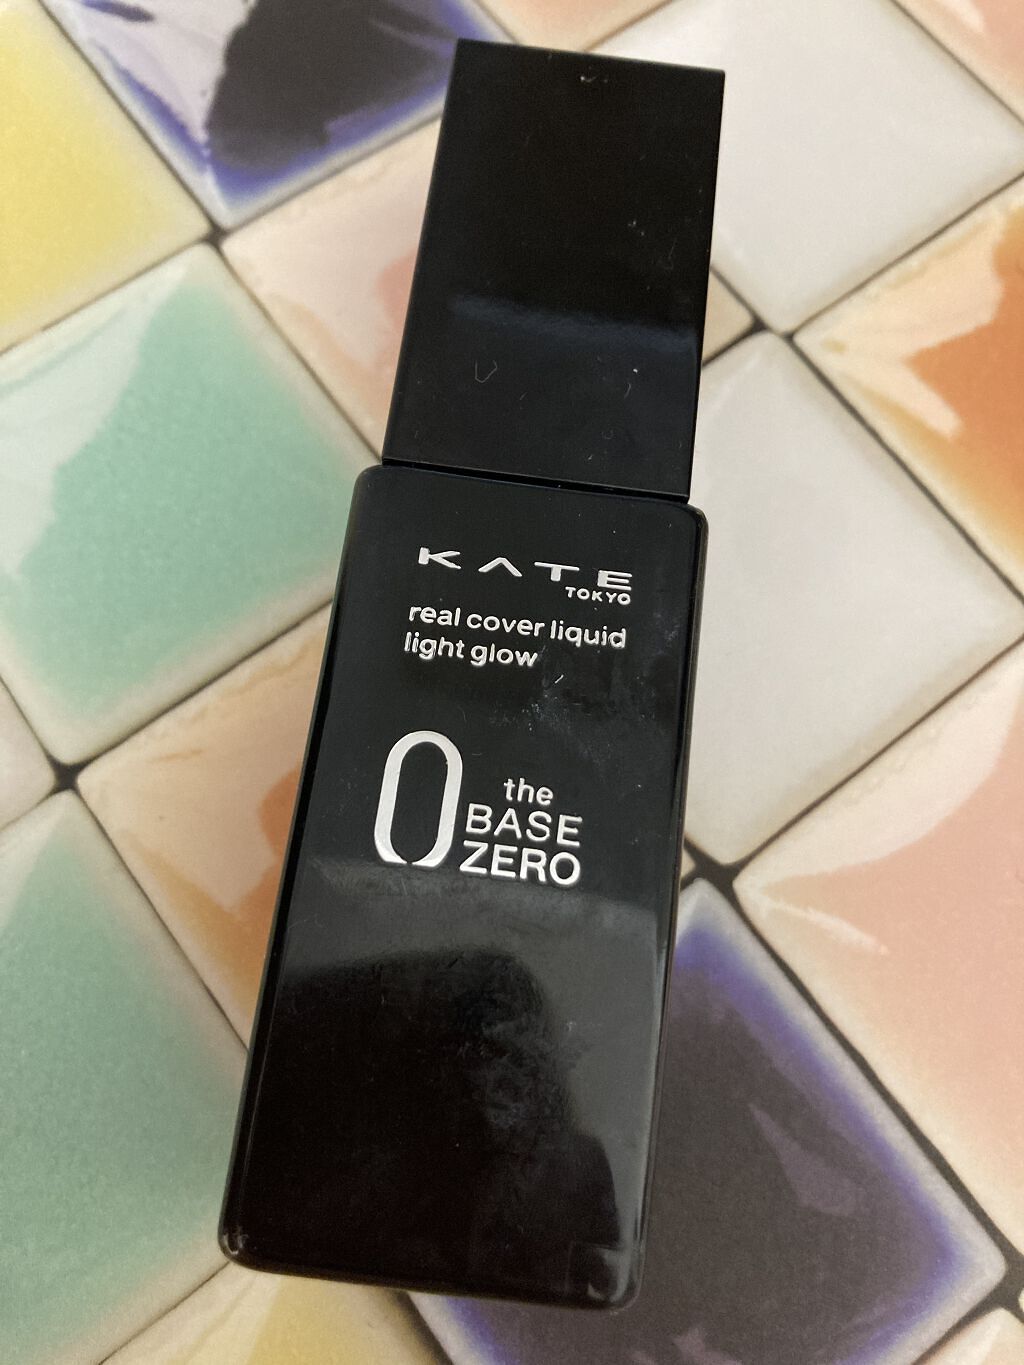 KATE
TOKYO
real cover liquid
light glow
0
the
BASE
ZERO